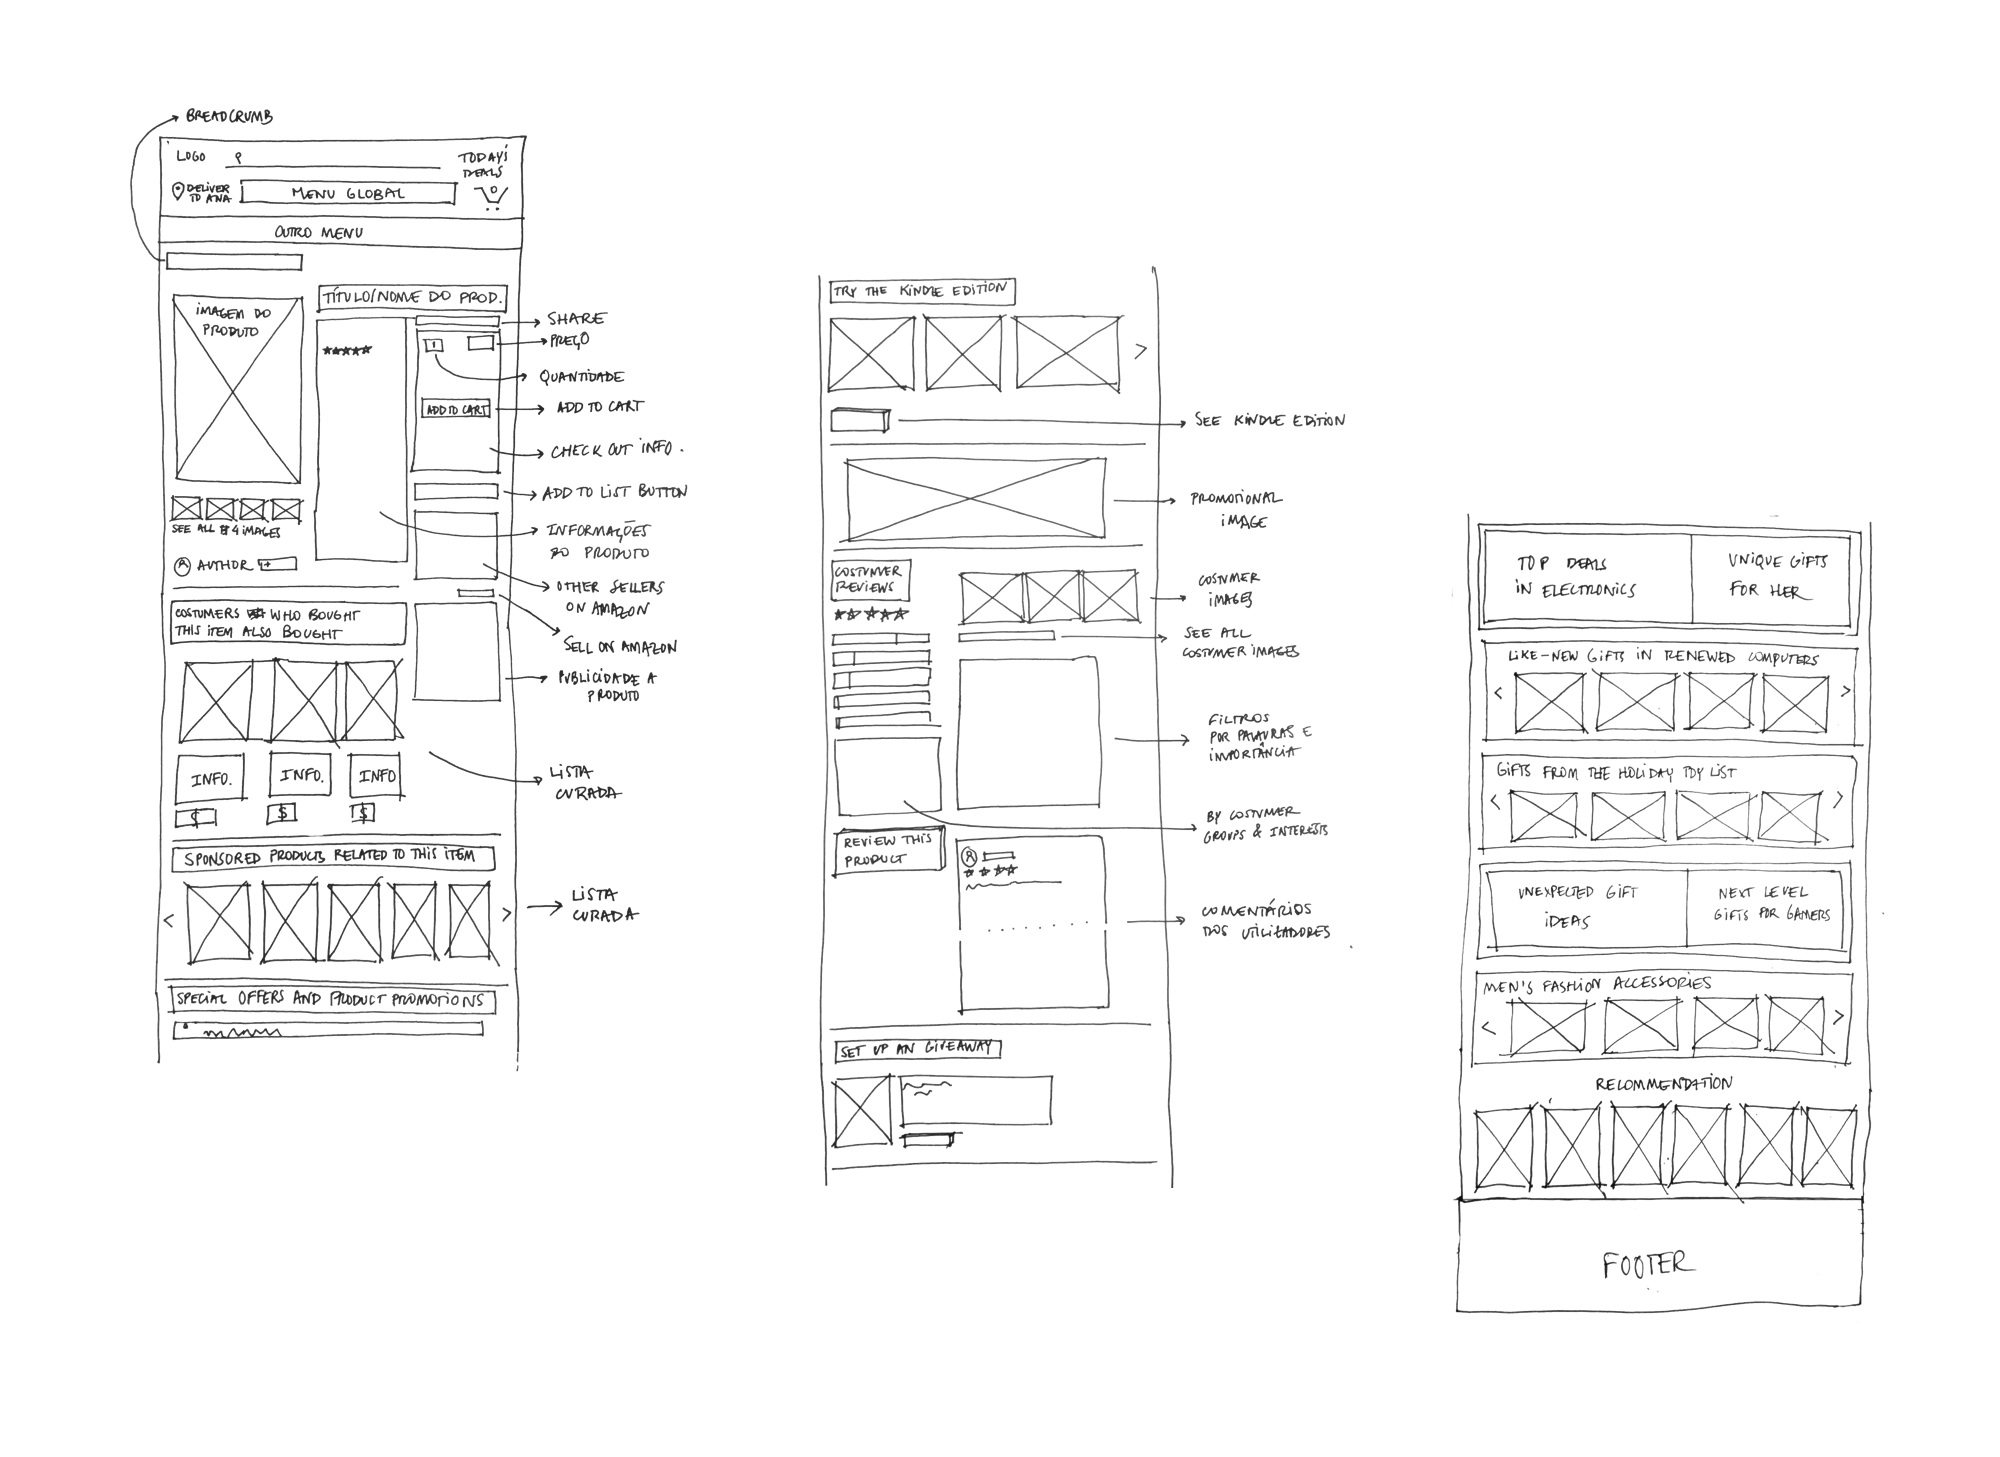 BREADCRUMB
LOGO
TODAY'S
DEALS
DELIVER
TO ANA
MENU GLOBAL
OUTRO MENU
IMAGEM DO
PRODUTO
TÍTULO/NOME DO PROD.
SHARE
PREÇO
1
QUANTIDADE
ADD TO CART
ADD TO CART
CHECK OUT INFO.
ADD TO LIST BUTTON
SEE ALL 4 IMAGES
INFORMAÇÕES
DO PRODUTO
AUTHOR
OTHER SELLERS
ON AMAZON
COSTUMERS WHO BOUGHT
THIS ITEM ALSO BOUGHT
SELL ON AMAZON
PUBLICIDADE A
PRODUTO
INFO.
INFO.
INFO
LISTA
CURADA
$
$
$
SPONSORED PRODUCTS RELATED TO THIS ITEM
LISTA
CURADA
SPECIAL OFFERS AND PRODUCT PROMOTIONS
TRY THE KINDLE EDITION
SEE KINDLE EDITION
PROMOTIONAL
IMAGE
COSTUMER
REVIEWS
COSTUMER
IMAGES
SEE ALL
COSTUMER IMAGES
FILTROS
POR PALAVRAS E
IMPORTÂNCIA
BY COSTUMER
GROUPS & INTERESTS
REVIEW THIS
PRODUCT
COMENTÁRIOS
DOS UTILIZADORES
SET UP AN GIVEAWAY
TOP DEALS
IN ELECTRONICS
UNIQUE GIFTS
FOR HER
LIKE-NEW GIFTS IN RENEWED COMPUTERS
GIFTS FROM THE HOLIDAY TOY LIST
UNEXPECTED GIFT
IDEAS
NEXT LEVEL
GIFTS FOR GAMERS
MEN'S FASHION ACCESSORIES
RECOMMENDATION
FOOTER